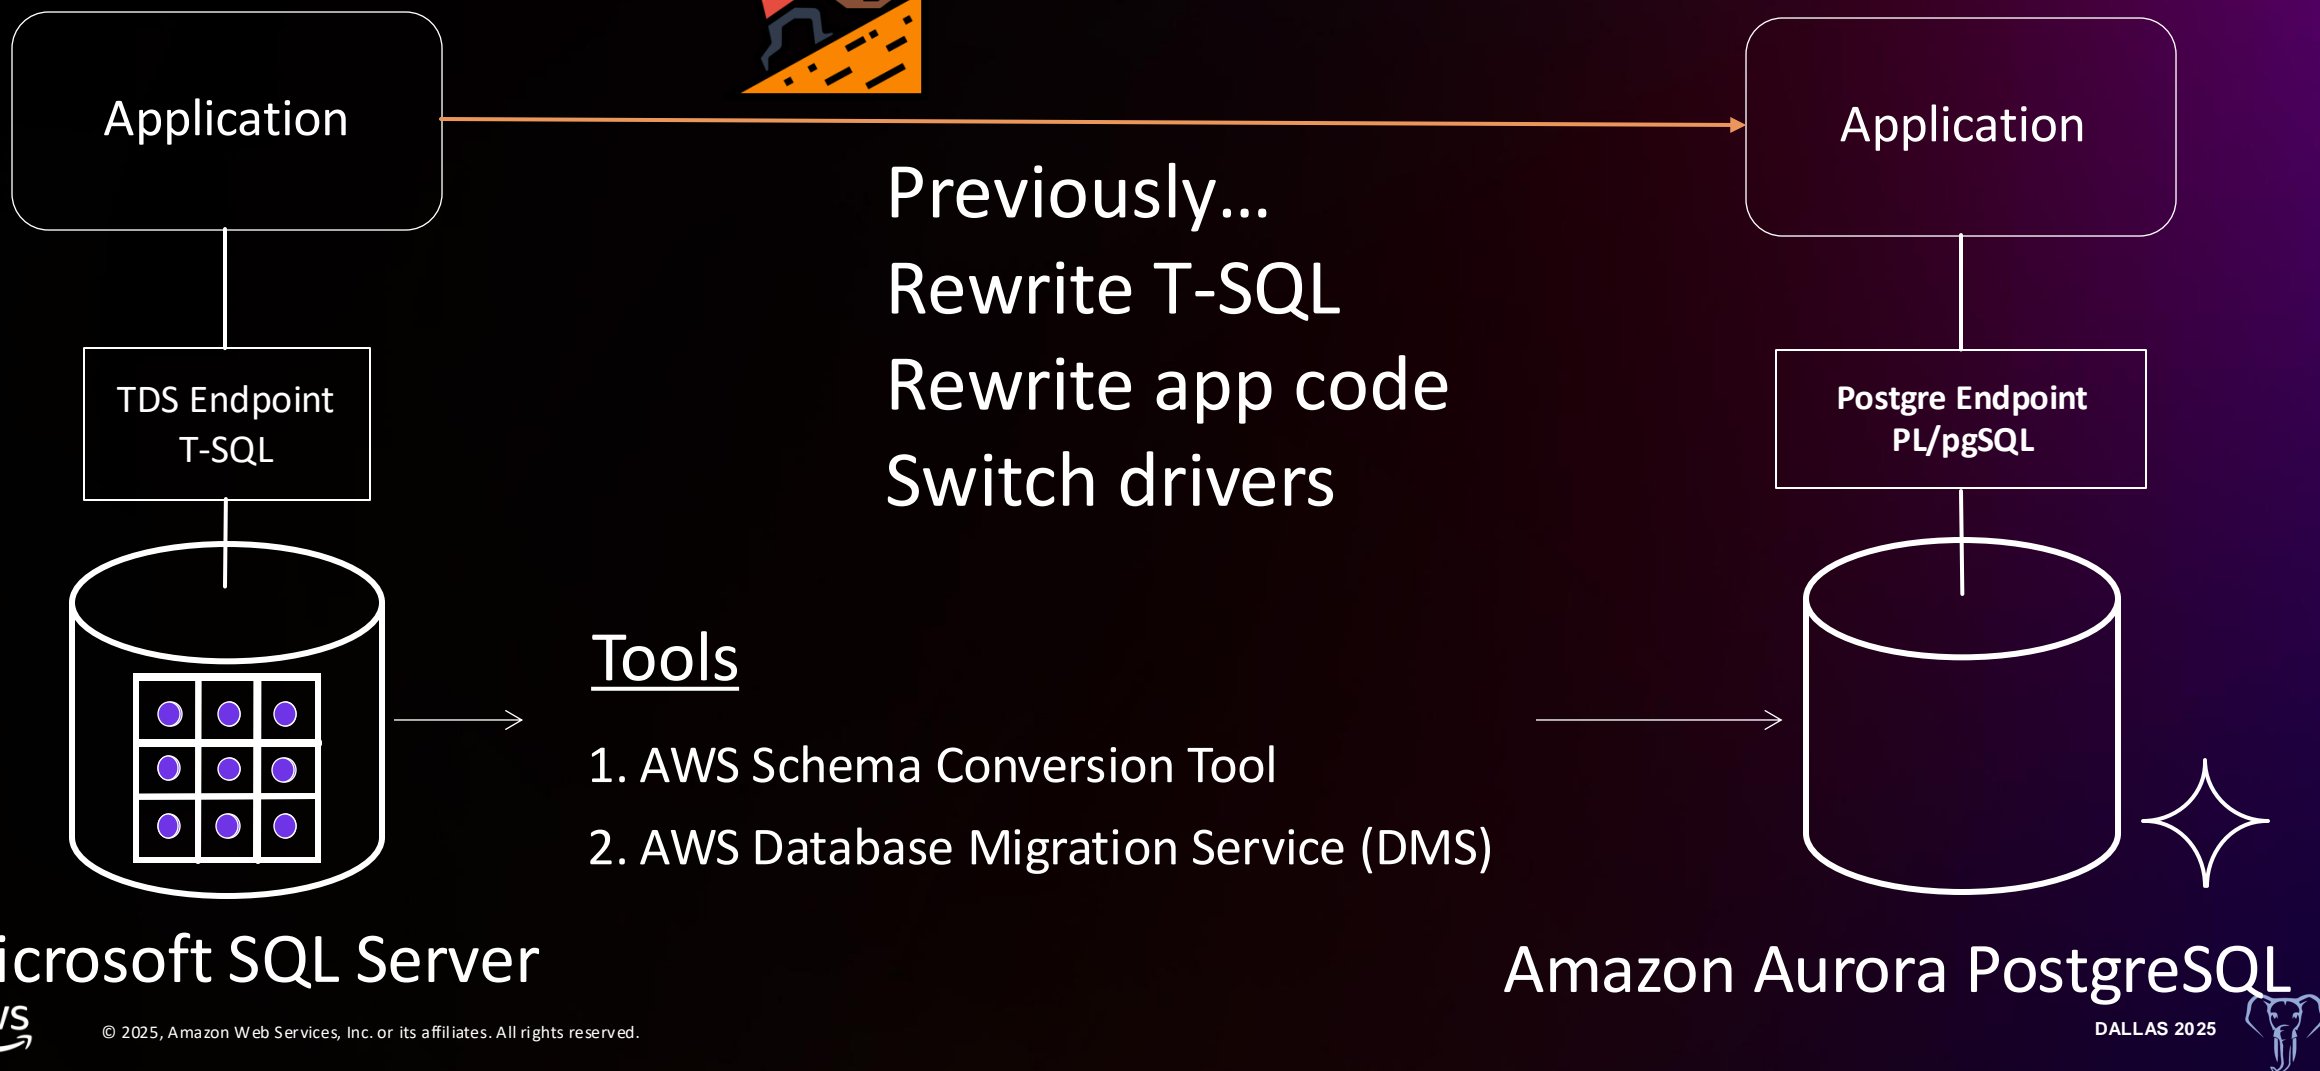 Application
Application
Previously...
Rewrite T-SQL
Rewrite app code
Switch drivers
TDS Endpoint
T-SQL
Postgre Endpoint
PL/pgSQL
Tools
1. AWS Schema Conversion Tool
2. AWS Database Migration Service (DMS)
icrosoft SQL Server
Amazon Aurora PostgreSQL
ws
© 2025, Amazon Web Services, Inc. or its affiliates. All rights reserved.
DALLAS 2025